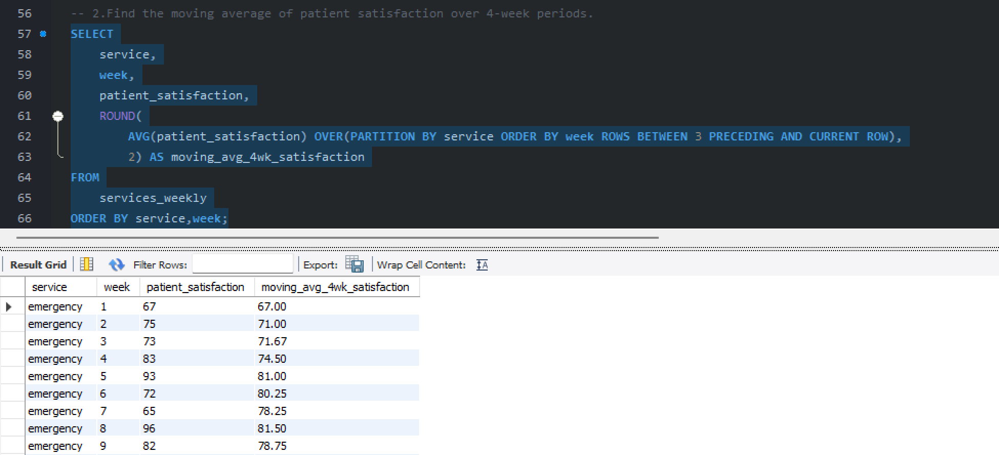 56 -- 2.Find the moving average of patient satisfaction over 4-week periods.
57 SELECT
58 service,
59 week,
60 patient_satisfaction,
61 ROUND(
62 AVG(patient_satisfaction) OVER(PARTITION BY service ORDER BY week ROWS BETWEEN 3 PRECEDING AND CURRENT ROW),
63 2) AS moving_avg_4wk_satisfaction
64 FROM
65 services_weekly
66 ORDER BY service,week;
Result Grid Filter Rows: Export: Wrap Cell Content: IA
service week patient_satisfaction moving_avg_4wk_satisfaction
emergency 1 67 67.00
emergency 2 75 71.00
emergency 3 73 71.67
emergency 4 83 74.50
emergency 5 93 81.00
emergency 6 72 80.25
emergency 7 65 78.25
emergency 8 96 81.50
emergency 9 82 78.75